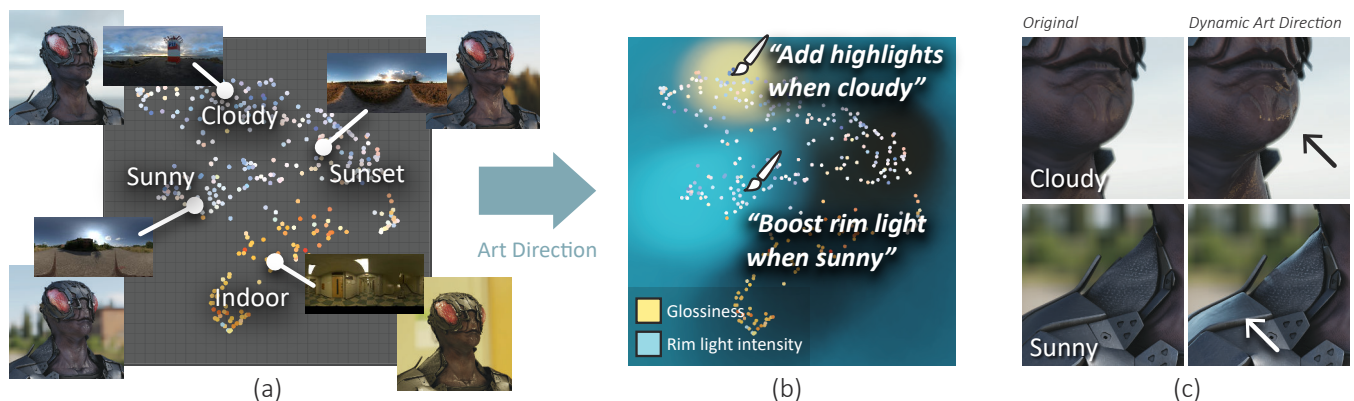 Cloudy
Sunset
Sunny
Indoor
(a)
Art Direction
“Add highlights
when cloudy”
“Boost rim light
when sunny”
Glossiness
Rim light intensity
(b)
Original
Dynamic Art Direction
Cloudy
Sunny
(c)